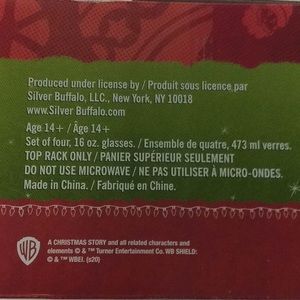 Produced under license by / Produit sous licence par
Silver Buffalo, LLC., New York, NY 10018
www.SilverBuffalo.com
Age 14+ / Âge 14+
Set of four, 16 oz. glasses. / Ensemble de quatre, 473 ml verres.
TOP RACK ONLY / PANIER SUPÉRIEUR SEULEMENT
DO NOT USE MICROWAVE / NE PAS UTILISER À MICRO-ONDES.
Made in China. / Fabriqué en Chine.
WB
A CHRISTMAS STORY and all related characters and
elements © & ™ Turner Entertainment Co. WB SHIELD:
© & ™ WBEI. (s20)